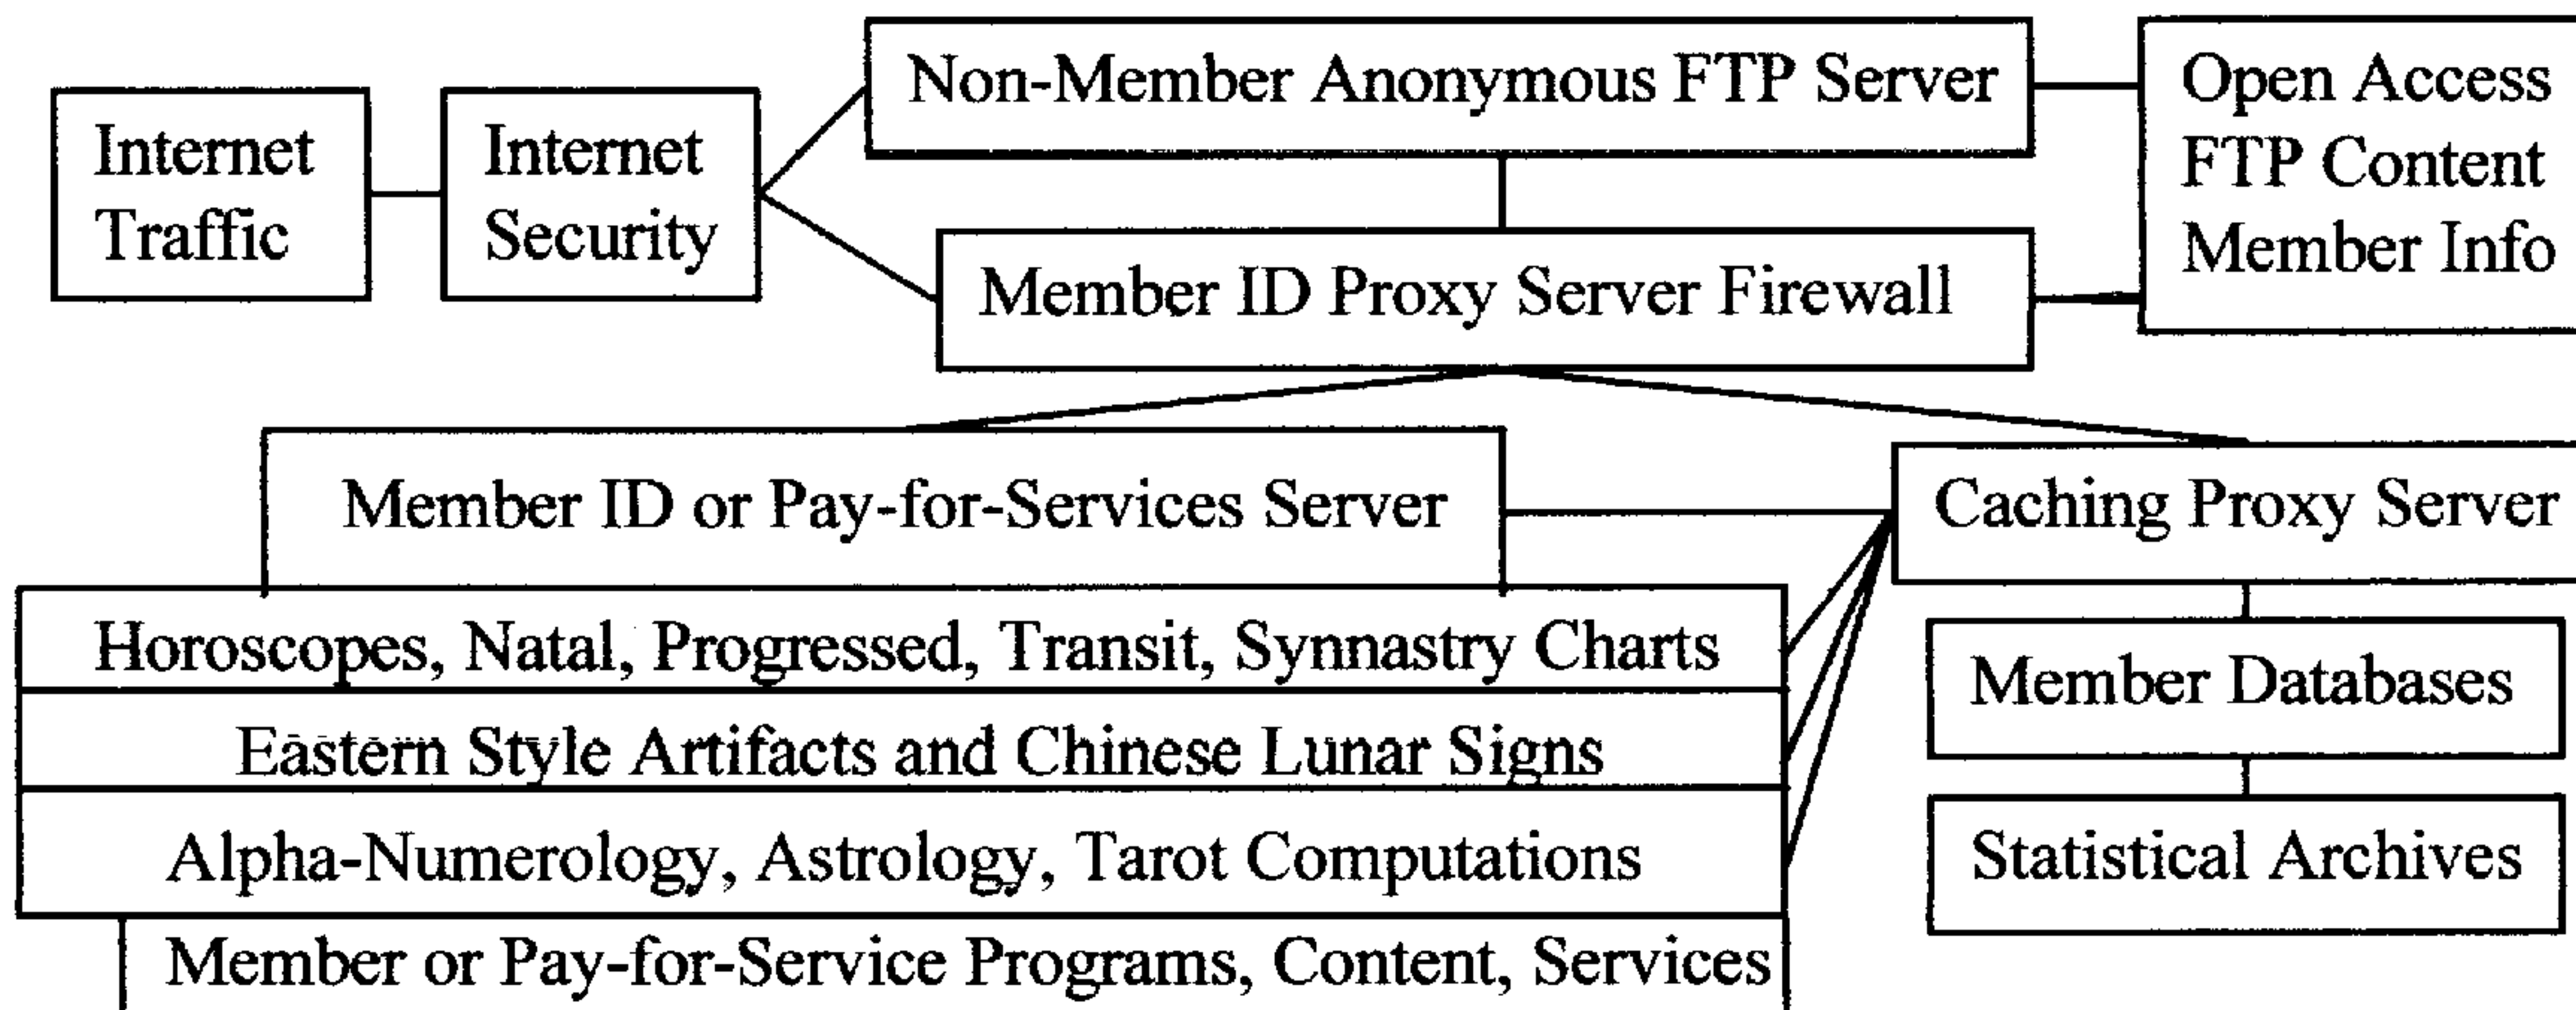 Internet
Traffic
Internet
Security
Non-Member Anonymous FTP Server
Open Access
FTP Content
Member Info
Member ID Proxy Server Firewall
Member ID or Pay-for-Services Server
Caching Proxy Server
Horoscopes, Natal, Progressed, Transit, Synnastry Charts
Eastern Style Artifacts and Chinese Lunar Signs
Alpha-Numerology, Astrology, Tarot Computations
Member or Pay-for-Service Programs, Content, Services
Member Databases
Statistical Archives